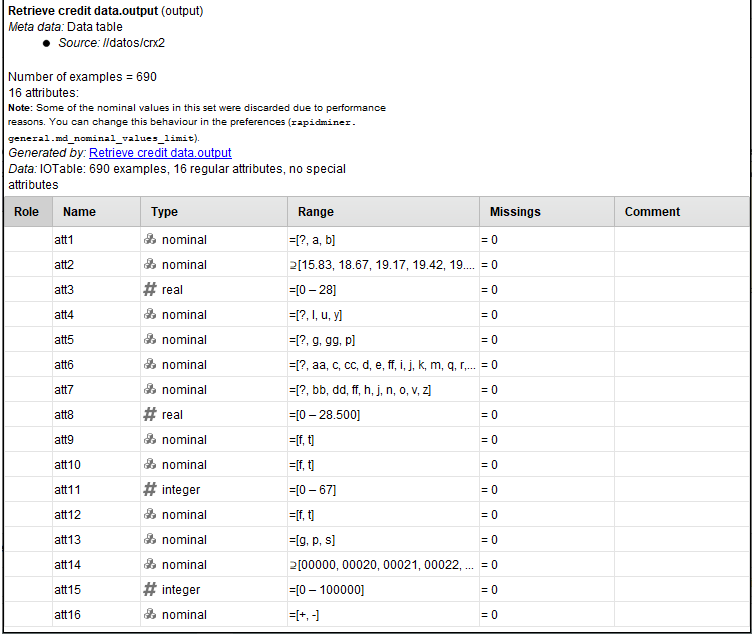 Retrieve credit data.output (output)
Meta data: Data table
● Source: //datos/crx2
Number of examples = 690
16 attributes:
Note: Some of the nominal values in this set were discarded due to performance
reasons. You can change this behaviour in the preferences (rapidminer.
general.md_nominal_values_limit).
Generated by: Retrieve credit data.output
Data: IOTable: 690 examples, 16 regular attributes, no special
attributes
Role Name Type Range Missings Comment
att1 nominal =[?, a, b] = 0
att2 nominal ⊇[15.83, 18.67, 19.17, 19.42, 19.... = 0
att3 # real =[0 – 28] = 0
att4 nominal =[?, l, u, y] = 0
att5 nominal =[?, g, gg, p] = 0
att6 nominal =[?, aa, c, cc, d, e, ff, i, j, k, m, q, r,... = 0
att7 nominal =[?, bb, dd, ff, h, j, n, o, v, z] = 0
att8 # real =[0 – 28.500] = 0
att9 nominal =[f, t] = 0
att10 nominal =[f, t] = 0
att11 # integer =[0 – 67] = 0
att12 nominal =[f, t] = 0
att13 nominal =[g, p, s] = 0
att14 nominal ⊇[00000, 00020, 00021, 00022, ... = 0
att15 # integer =[0 – 100000] = 0
att16 nominal =[+, -] = 0